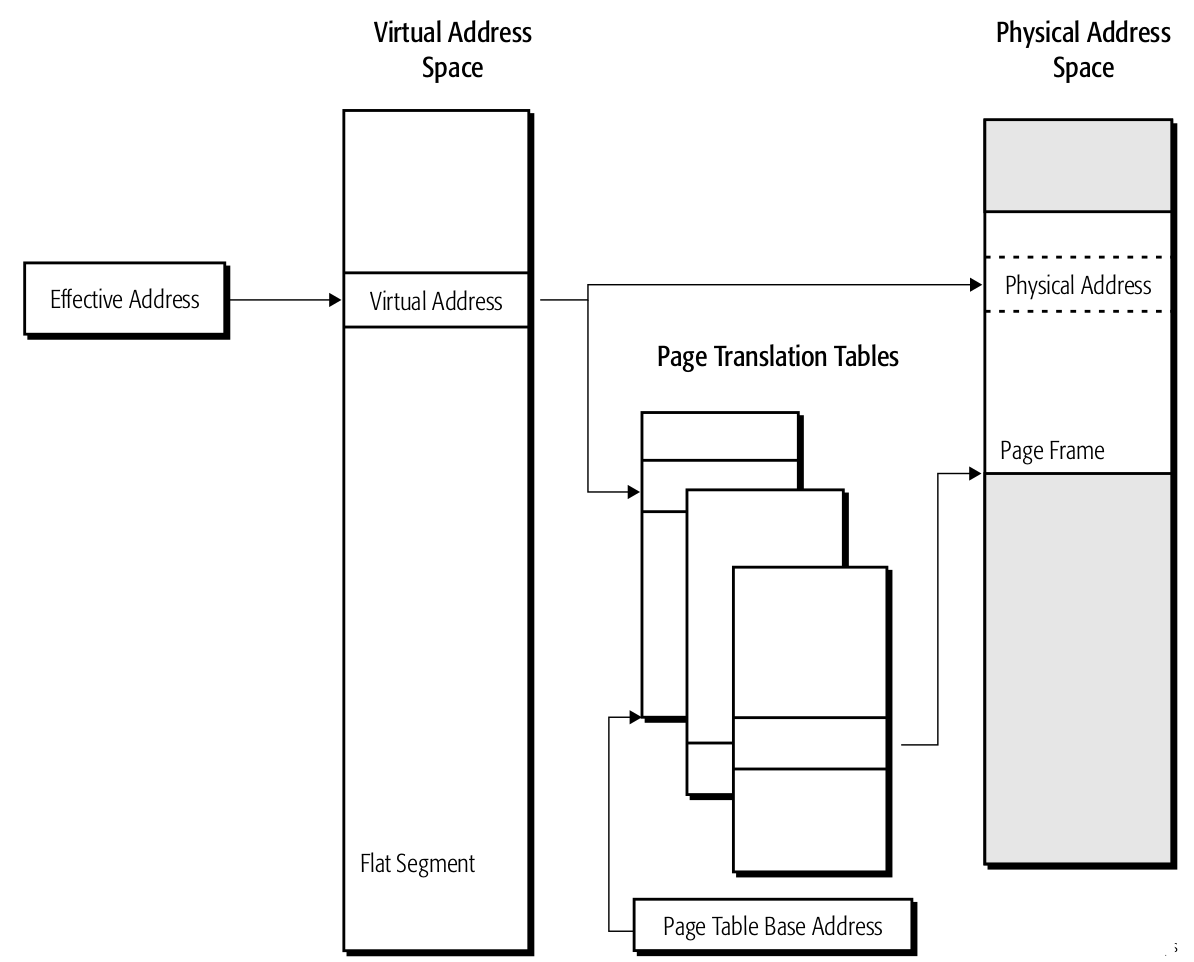 Virtual Address
Space
Physical Address
Space
Effective Address
Virtual Address
Physical Address
Page Translation Tables
Page Frame
Flat Segment
Page Table Base Address